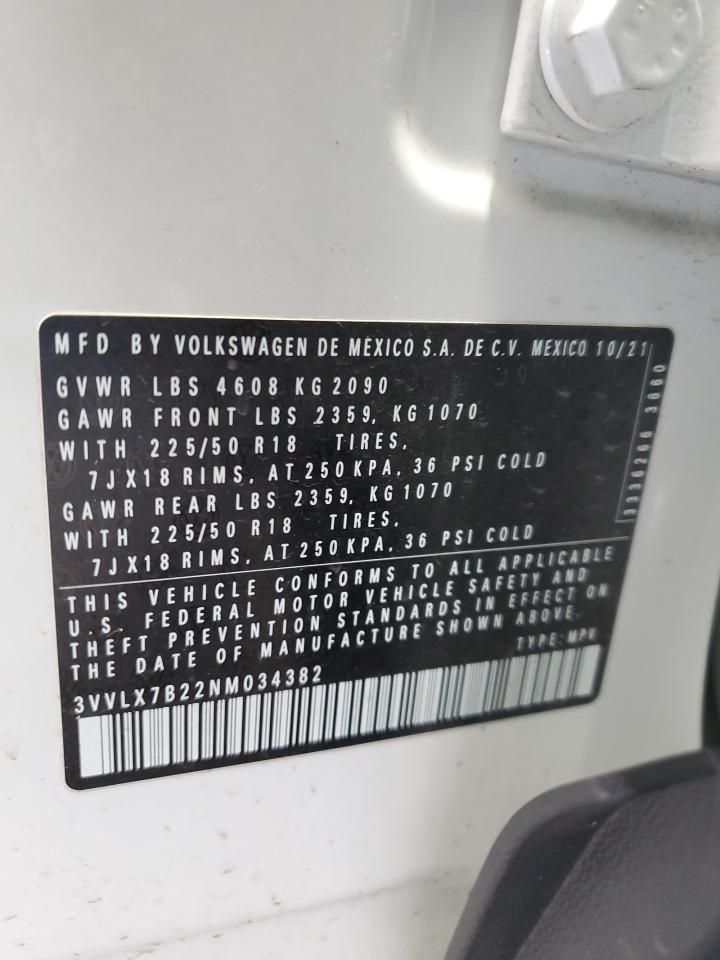 MFD BY VOLKSWAGEN DE MEXICO S.A. DE C.V. MEXICO 10/21
GVWR LBS 4608 KG 2090
GAWR FRONT LBS 2359, KG 1070
WITH 225/50 R18 TIRES,
7JX18 RIMS, AT 250 KPA, 36 PSI COLD
GAWR REAR LBS 2359, KG 1070
WITH 225/50 R18 TIRES,
7JX18 RIMS, AT 250 KPA, 36 PSI COLD
3336266 3660
THIS VEHICLE CONFORMS TO ALL APPLICABLE
U.S. FEDERAL MOTOR VEHICLE SAFETY AND
THEFT PREVENTION STANDARDS IN EFFECT ON
THE DATE OF MANUFACTURE SHOWN ABOVE.
TYPE: MPV
3VVLX7B22NM034382